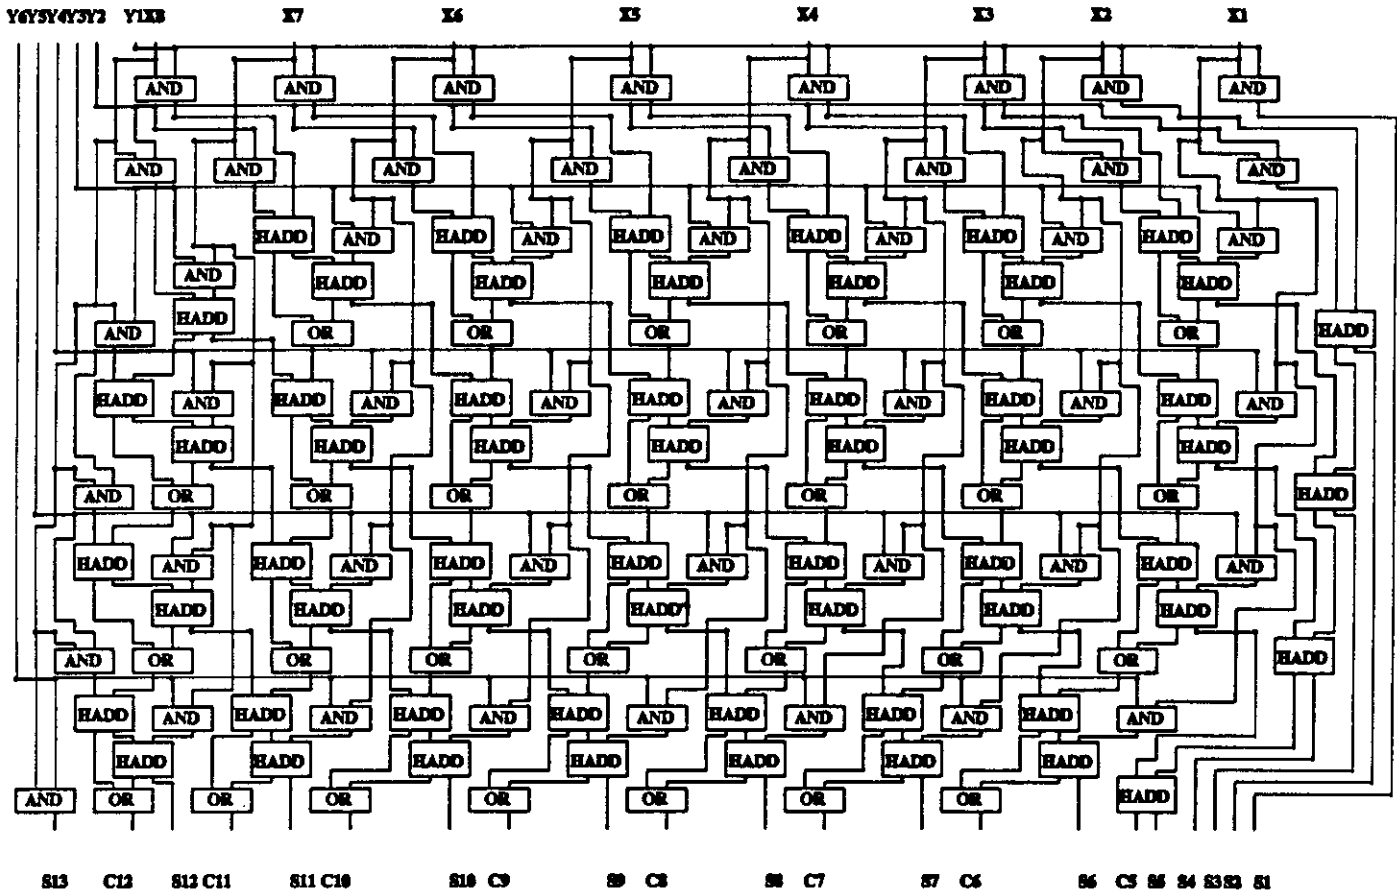 Y6Y5Y4Y3Y2 Y1X8 X7 X6 X5 X4 X3 X2 X1
AND AND AND AND AND AND AND AND
AND AND AND AND AND AND AND AND
HADD AND HADD AND HADD AND HADD AND HADD AND HADD AND
AND HADD HADD HADD HADD HADD HADD
HADD
AND OR OR OR OR OR OR HADD
HADD AND HADD AND HADD AND HADD AND HADD AND HADD AND HADD AND
HADD HADD HADD HADD HADD HADD HADD
AND OR OR OR OR OR OR OR HADD
HADD AND HADD AND HADD AND HADD AND HADD AND HADD AND HADD AND
HADD HADD HADD HADD HADD HADD HADD
AND OR OR OR OR OR OR OR HADD
HADD AND HADD AND HADD AND HADD AND HADD AND HADD AND HADD AND
HADD HADD HADD HADD HADD HADD HADD
AND OR OR OR OR OR OR OR HADD
S13 C12 S12 C11 S11 C10 S10 C9 S9 C8 S8 C7 S7 C6 S6 C5 S5 S4 S3 S2 S1